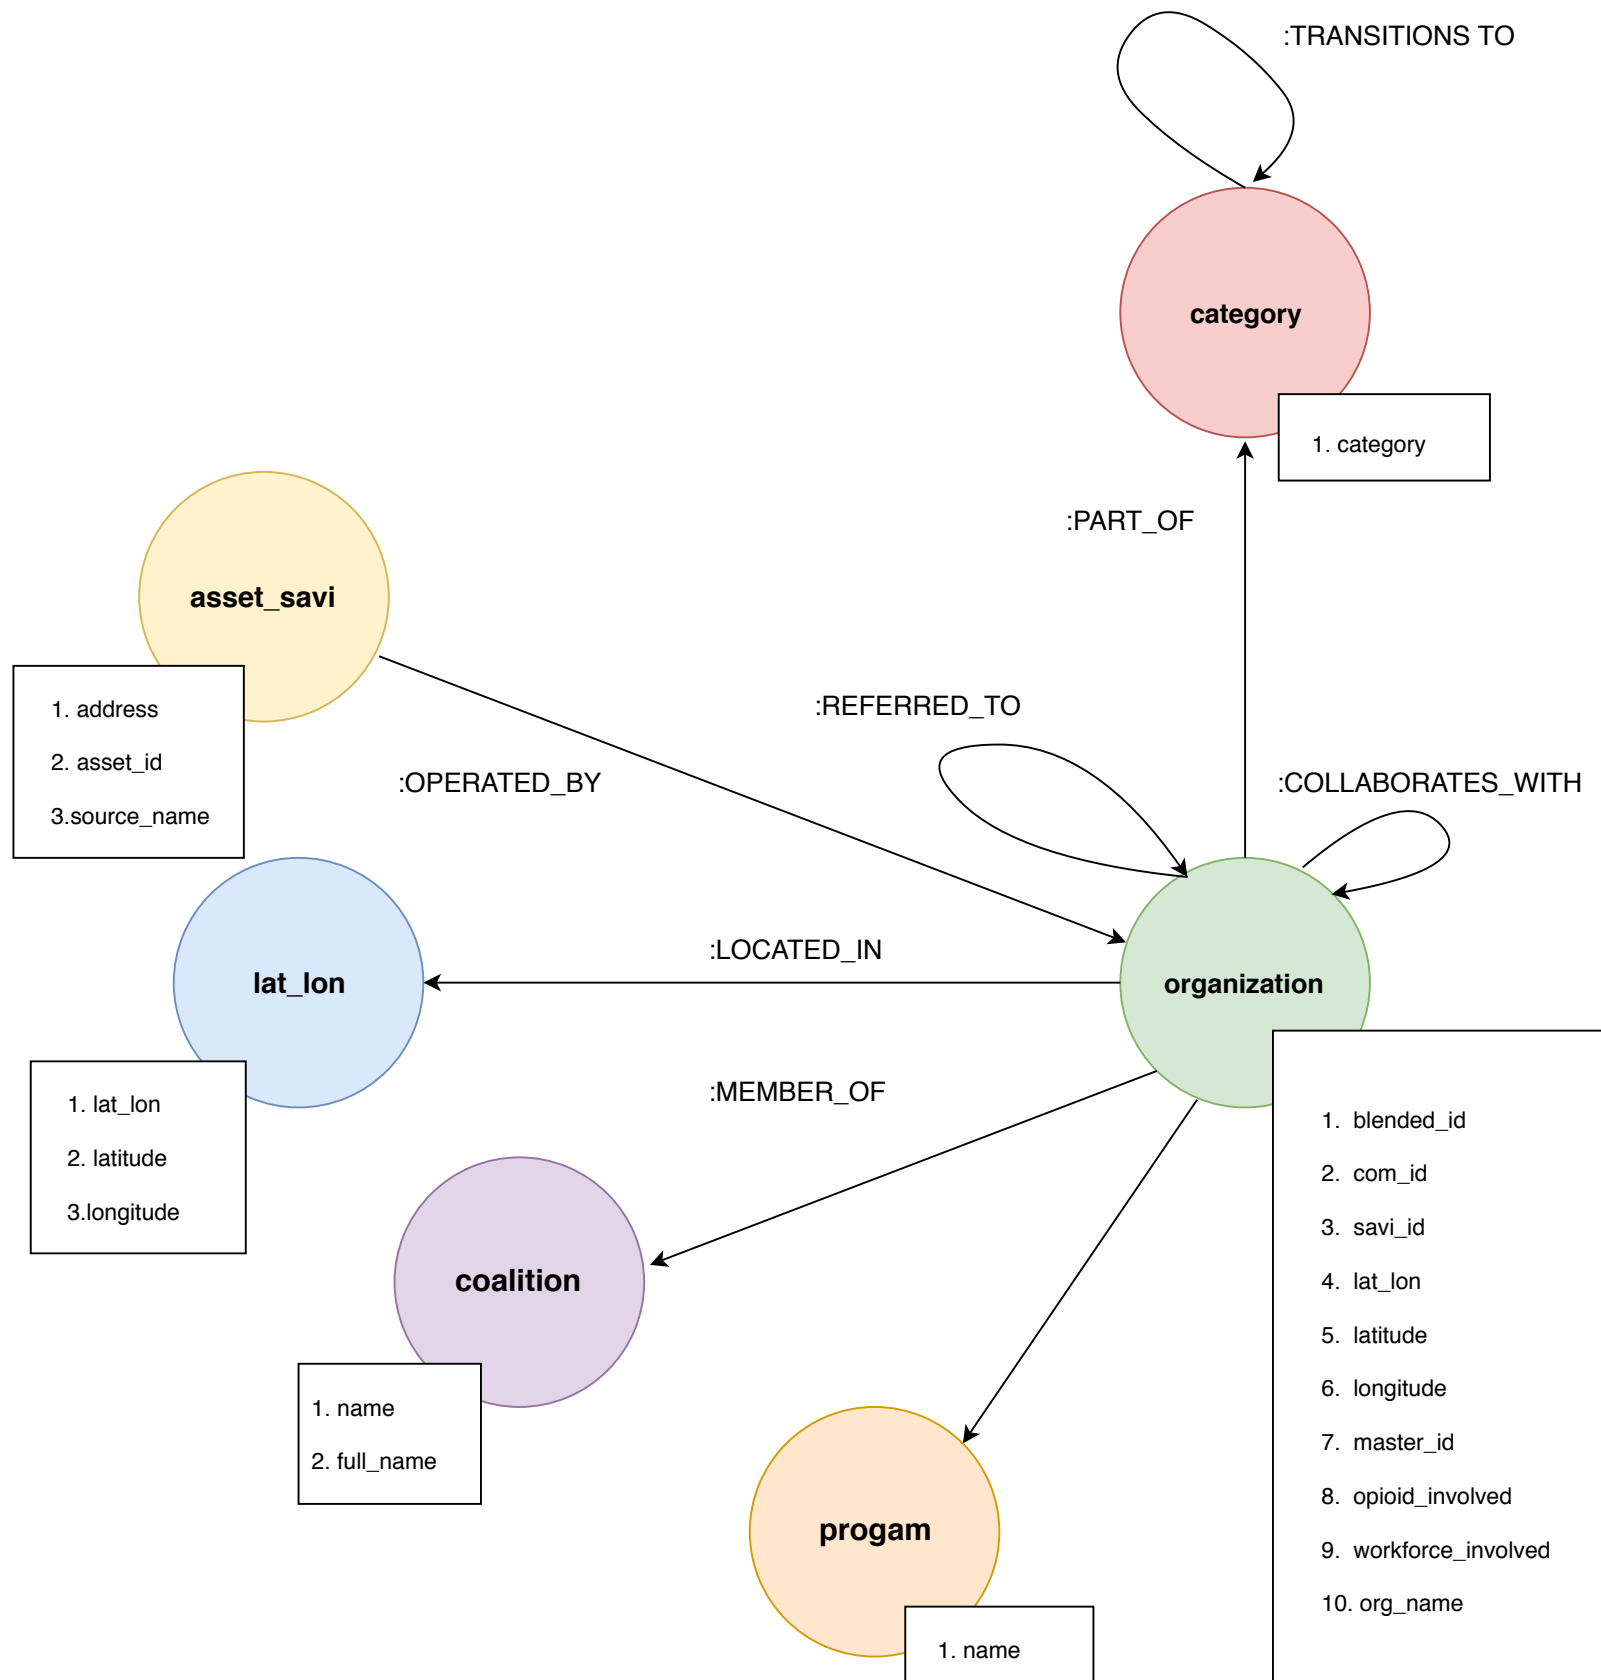 :TRANSITIONS TO
category
1. category
:PART_OF
asset_savi
1. address
2. asset_id
3.source_name
:REFERRED_TO
:OPERATED_BY
:COLLABORATES_WITH
:LOCATED_IN
lat_lon
organization
1. lat_lon
2. latitude
3.longitude
:MEMBER_OF
1. blended_id
2. com_id
3. savi_id
4. lat_lon
5. latitude
6. longitude
7. master_id
8. opioid_involved
9. workforce_involved
10. org_name
coalition
1. name
2. full_name
progam
1. name